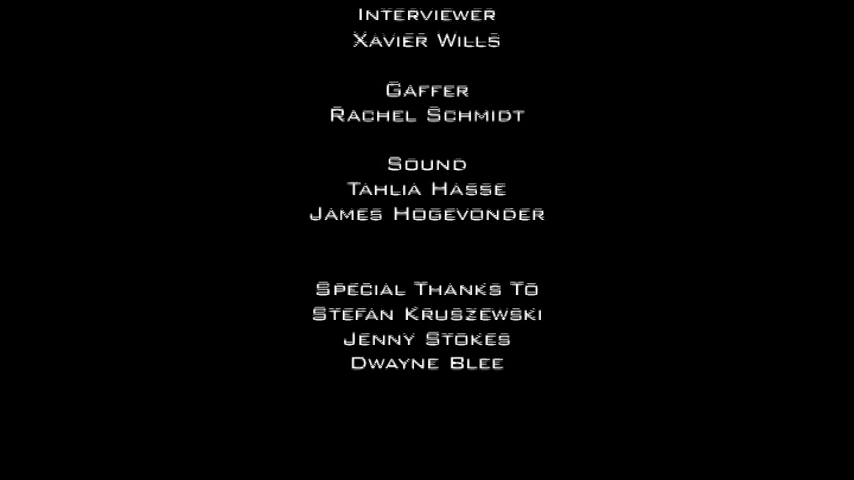 Interviewer
Xavier Wills
Gaffer
Rachel Schmidt
Sound
Tahlia Hasse
James Hogevonder
Special Thanks To
Stefan Kruszewski
Jenny Stokes
Dwayne Blee